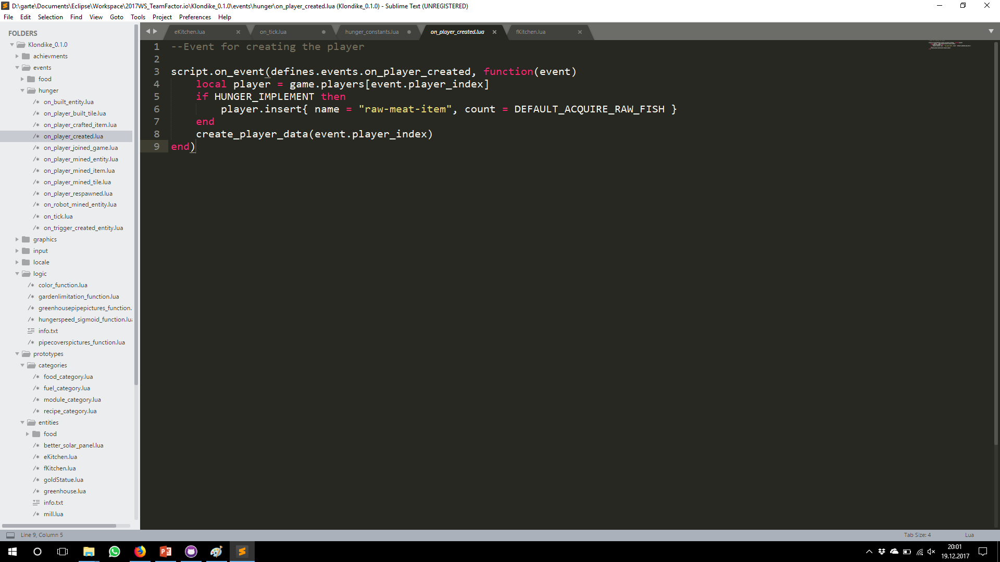 D:\garte\Documents\Eclipse\Workspace\2017WS_TeamFactor.io\Klondike_0.1.0\events\hunger\on_player_created.lua (Klondike_0.1.0) - Sublime Text (UNREGISTERED)
File Edit Selection Find View Goto Tools Project Preferences Help
FOLDERS
Klondike_0.1.0
achievments
events
food
hunger
on_built_entity.lua
on_player_built_tile.lua
on_player_crafted_item.lua
on_player_created.lua
on_player_joined_game.lua
on_player_mined_entity.lua
on_player_mined_item.lua
on_player_mined_tile.lua
on_player_respawned.lua
on_robot_mined_entity.lua
on_tick.lua
on_trigger_created_entity.lua
graphics
input
locale
logic
color_function.lua
gardenlimitation_function.lua
greenhousepipepictures_function.
hungerspeed_sigmoid_function.lua
info.txt
pipecoverspictures_function.lua
prototypes
categories
food_category.lua
fuel_category.lua
module_category.lua
recipe_category.lua
entities
food
better_solar_panel.lua
eKitchen.lua
fKitchen.lua
goldStatue.lua
greenhouse.lua
info.txt
mill.lua
eKitchen.lua on_tick.lua hunger_constants.lua on_player_created.lua fKitchen.lua
1 --Event for creating the player
2
3 script.on_event(defines.events.on_player_created, function(event)
4 local player = game.players[event.player_index]
5 if HUNGER_IMPLEMENT then
6 player.insert{ name = "raw-meat-item", count = DEFAULT_ACQUIRE_RAW_FISH }
7 end
8 create_player_data(event.player_index)
9 end)
Line 9, Column 5 Tab Size: 4 Lua
20:01
19.12.2017